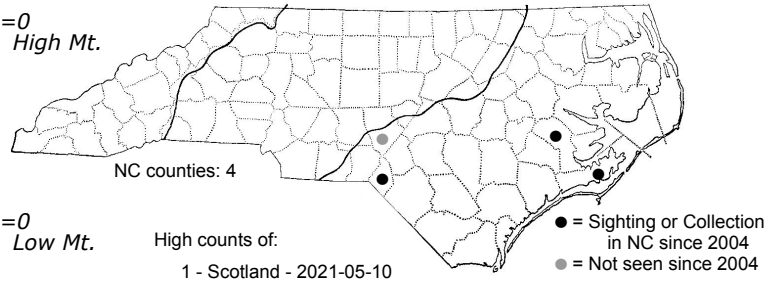 =0
High Mt.
NC counties: 4
=0
Low Mt.
High counts of:
1 - Scotland - 2021-05-10
= Sighting or Collection
in NC since 2004
= Not seen since 2004